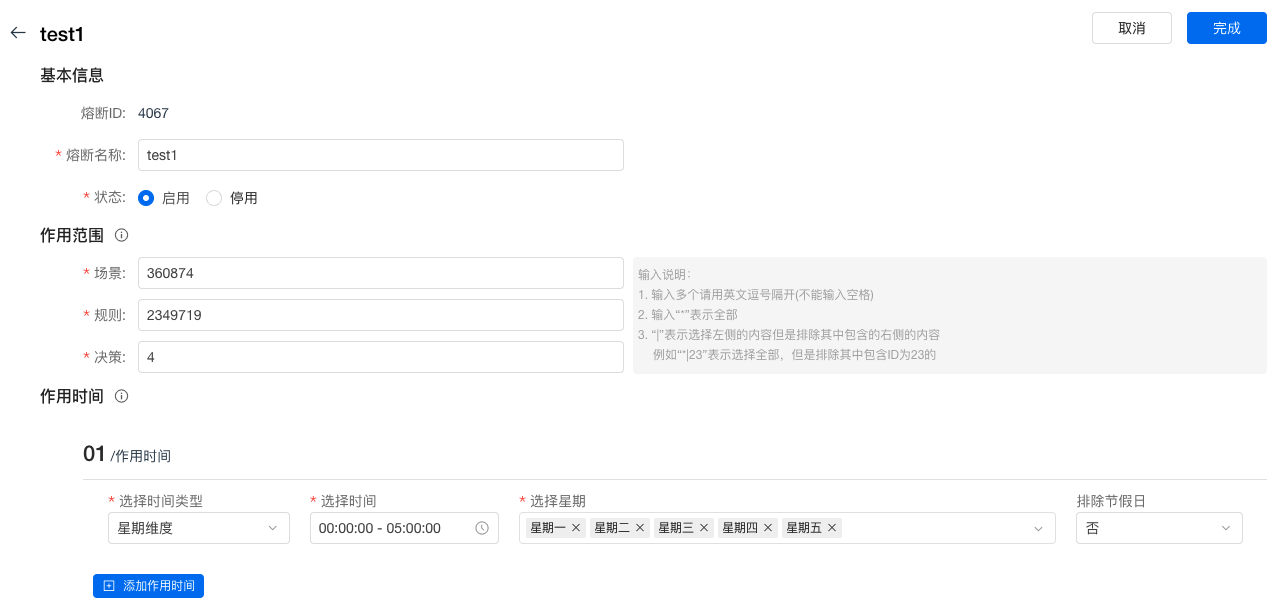 test1
取消
完成
基本信息
熔断ID: 4067
* 熔断名称: test1
* 状态: 启用 停用
作用范围
* 场景: 360874
* 规则: 2349719
* 决策: 4
输入说明:
1. 输入多个请用英文逗号隔开(不能输入空格)
2. 输入“*”表示全部
3. “|”表示选择左侧的内容但是排除其中包含的右侧的内容
例如“*|23”表示选择全部，但是排除其中包含ID为23的
作用时间
01 /作用时间
* 选择时间类型 * 选择时间 * 选择星期 排除节假日
星期维度 00:00:00 - 05:00:00 星期一 × 星期二 × 星期三 × 星期四 × 星期五 × 否
添加作用时间